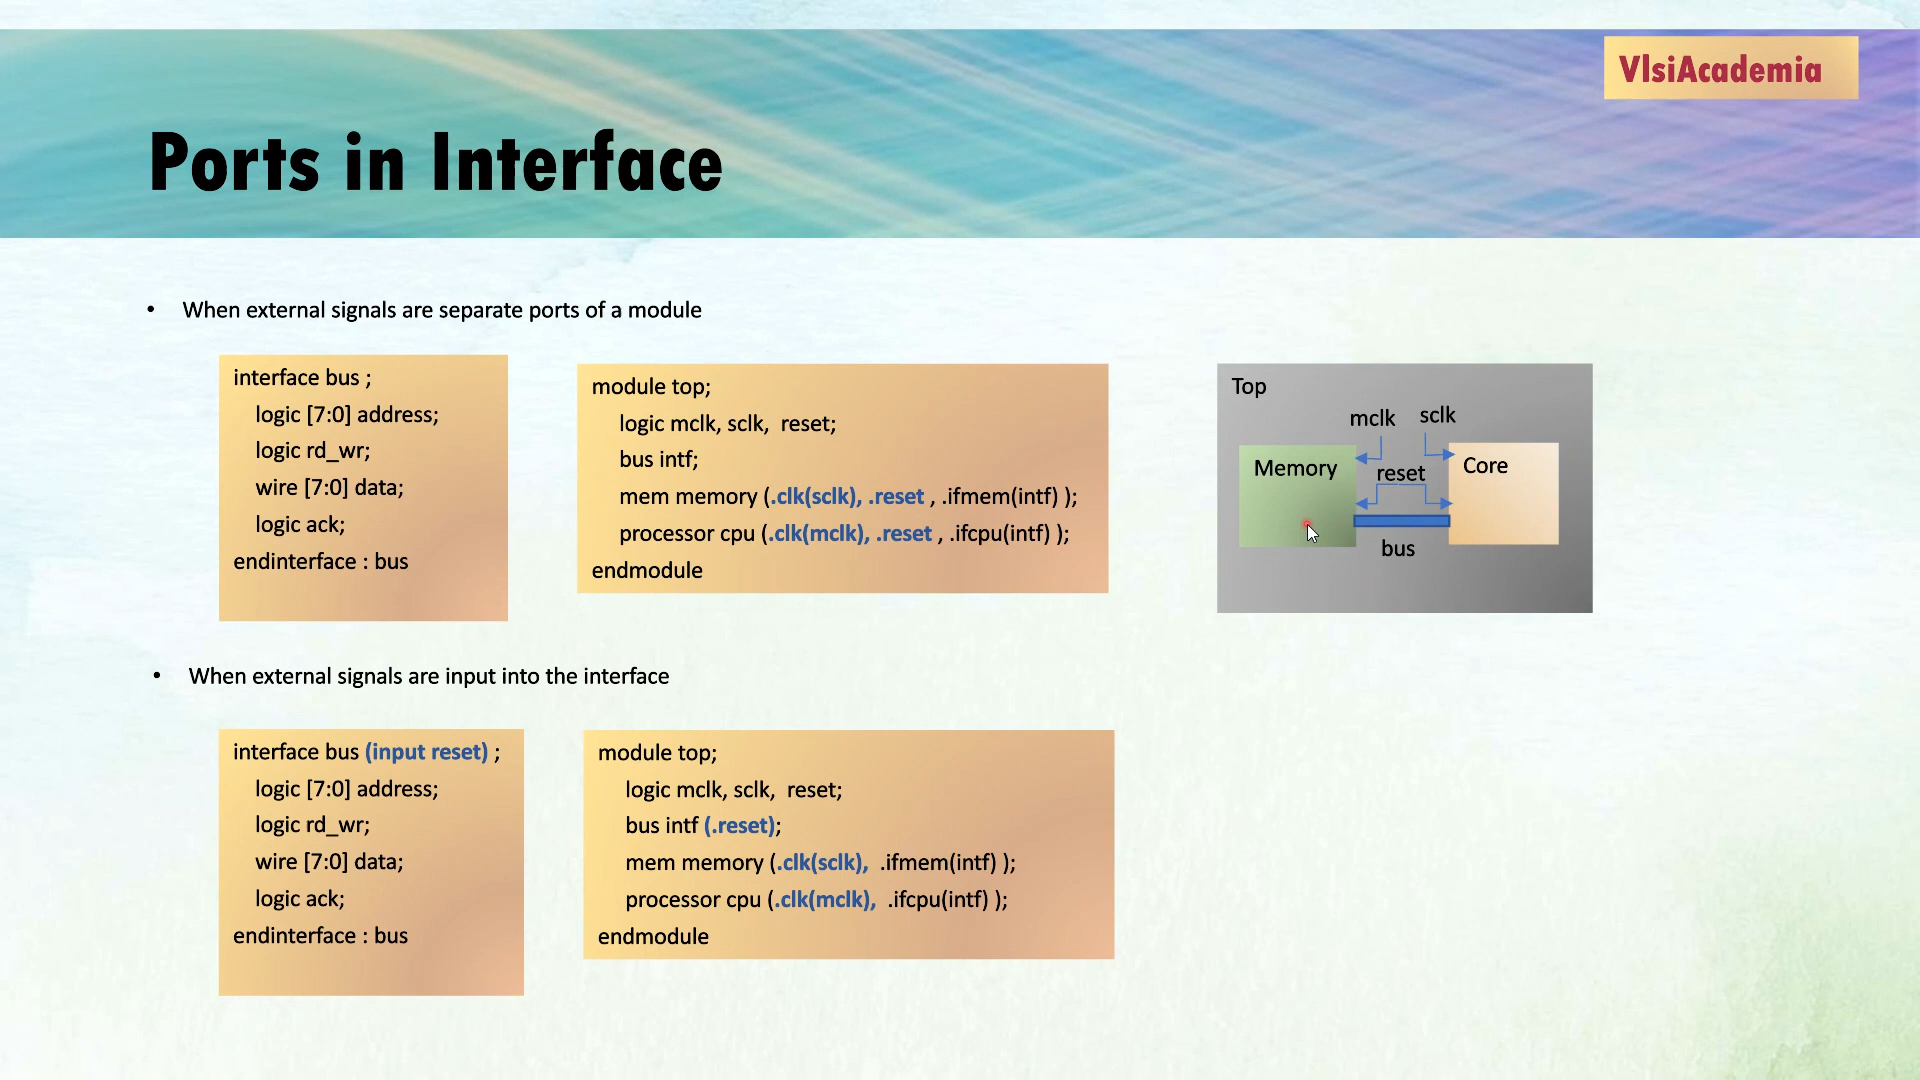 VlsiAcademia
Ports in Interface
• When external signals are separate ports of a module
interface bus ;
logic [7:0] address;
logic rd_wr;
wire [7:0] data;
logic ack;
endinterface : bus
module top;
logic mclk, sclk,  reset;
bus intf;
mem memory (.clk(sclk), .reset , .ifmem(intf) );
processor cpu (.clk(mclk), .reset , .ifcpu(intf) );
endmodule
Top
mclk sclk
Memory reset Core
bus
• When external signals are input into the interface
interface bus (input reset) ;
logic [7:0] address;
logic rd_wr;
wire [7:0] data;
logic ack;
endinterface : bus
module top;
logic mclk, sclk,  reset;
bus intf (.reset);
mem memory (.clk(sclk),  .ifmem(intf) );
processor cpu (.clk(mclk),  .ifcpu(intf) );
endmodule